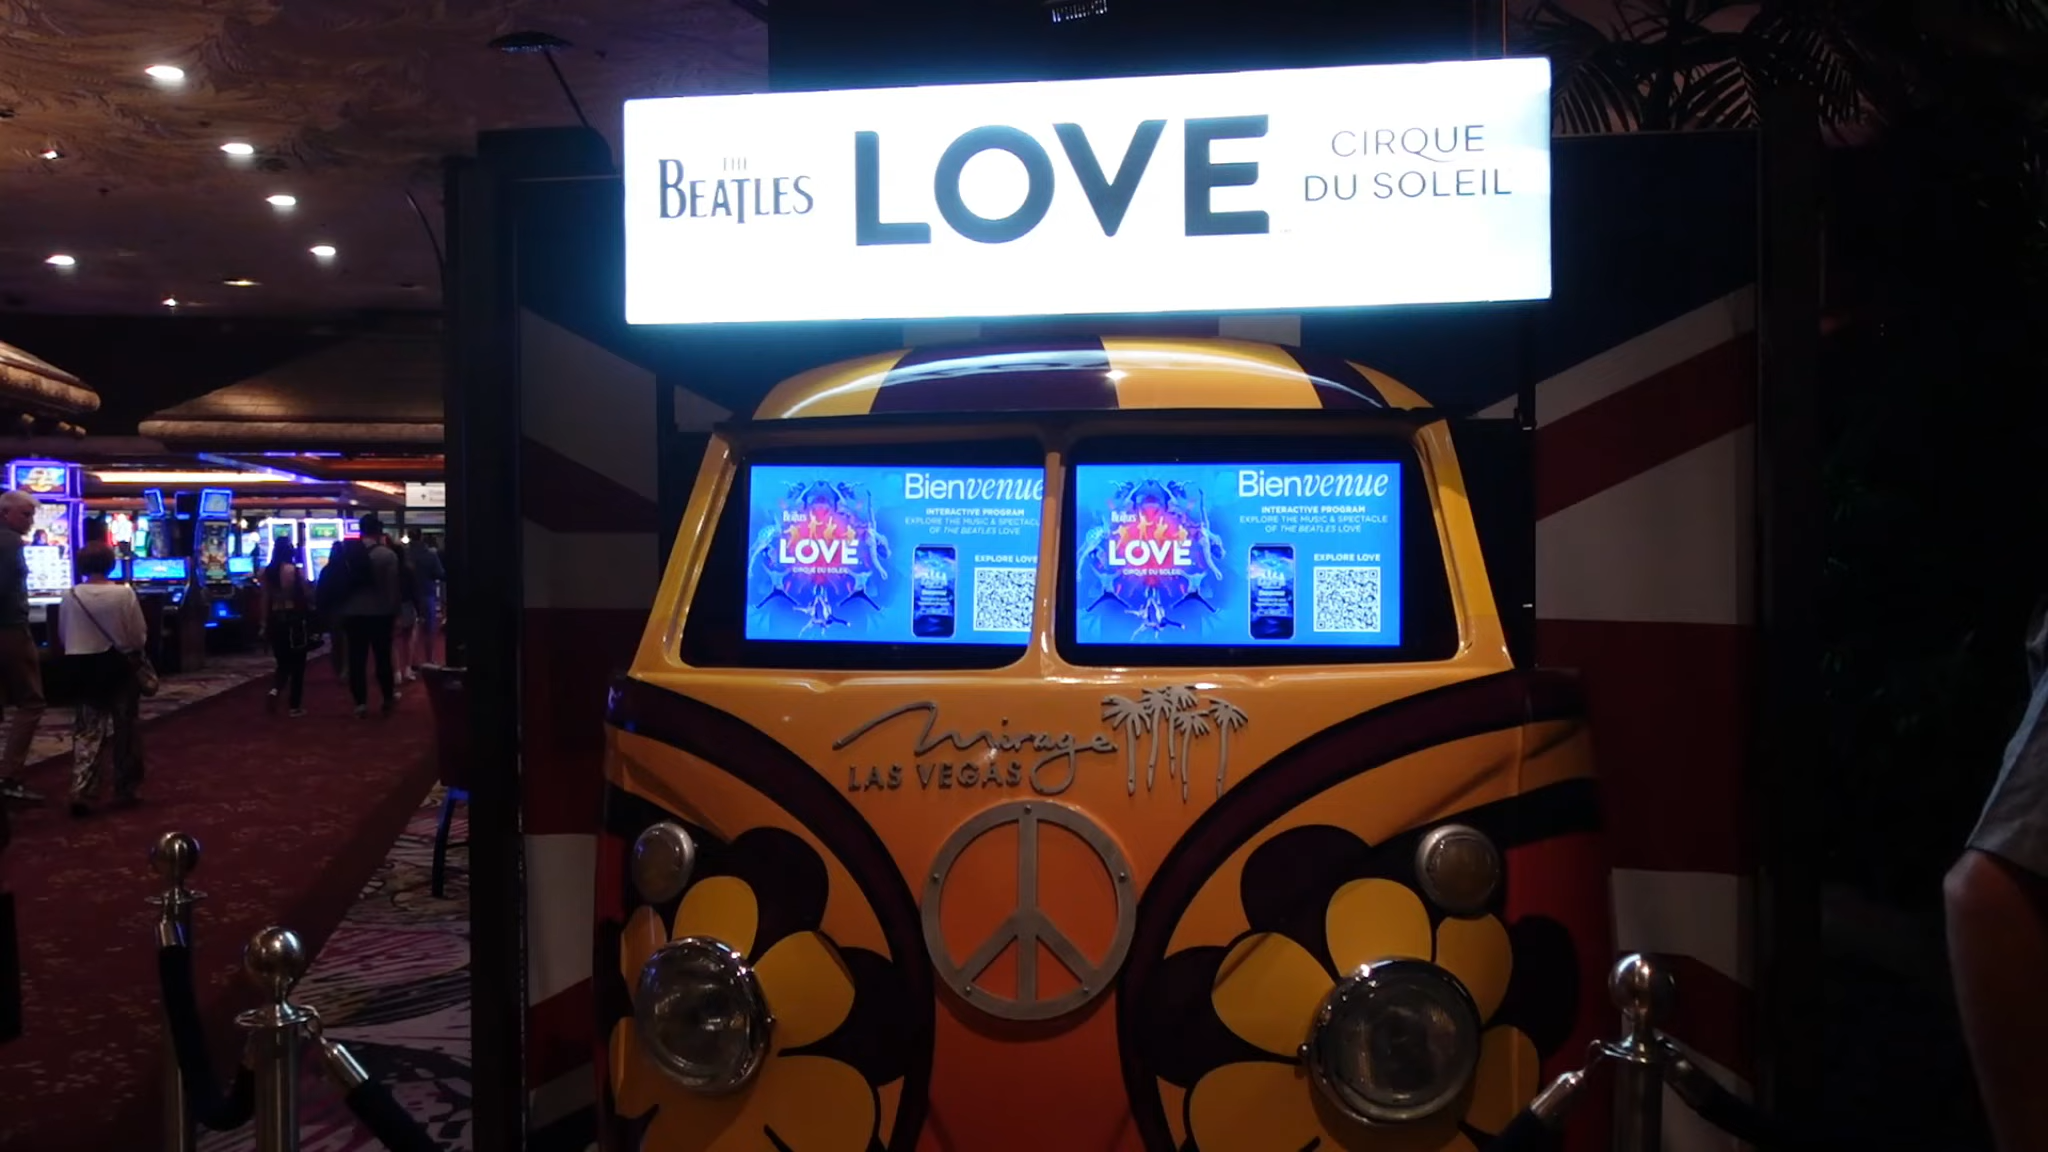 THE
BEATLES
LOVE
CIRQUE
DU SOLEIL
Bienvenue
INTERACTIVE PROGRAM
EXPLORE THE MUSIC & SPECTACLE
OF THE BEATLES LOVE
EXPLORE LOVE
BEATLES
LOVE
CIRQUE DU SOLEIL
Bienvenue
INTERACTIVE PROGRAM
EXPLORE THE MUSIC & SPECTACLE
OF THE BEATLES LOVE
EXPLORE LOVE
BEATLES
LOVE
CIRQUE DU SOLEIL
Mirage
LAS VEGAS